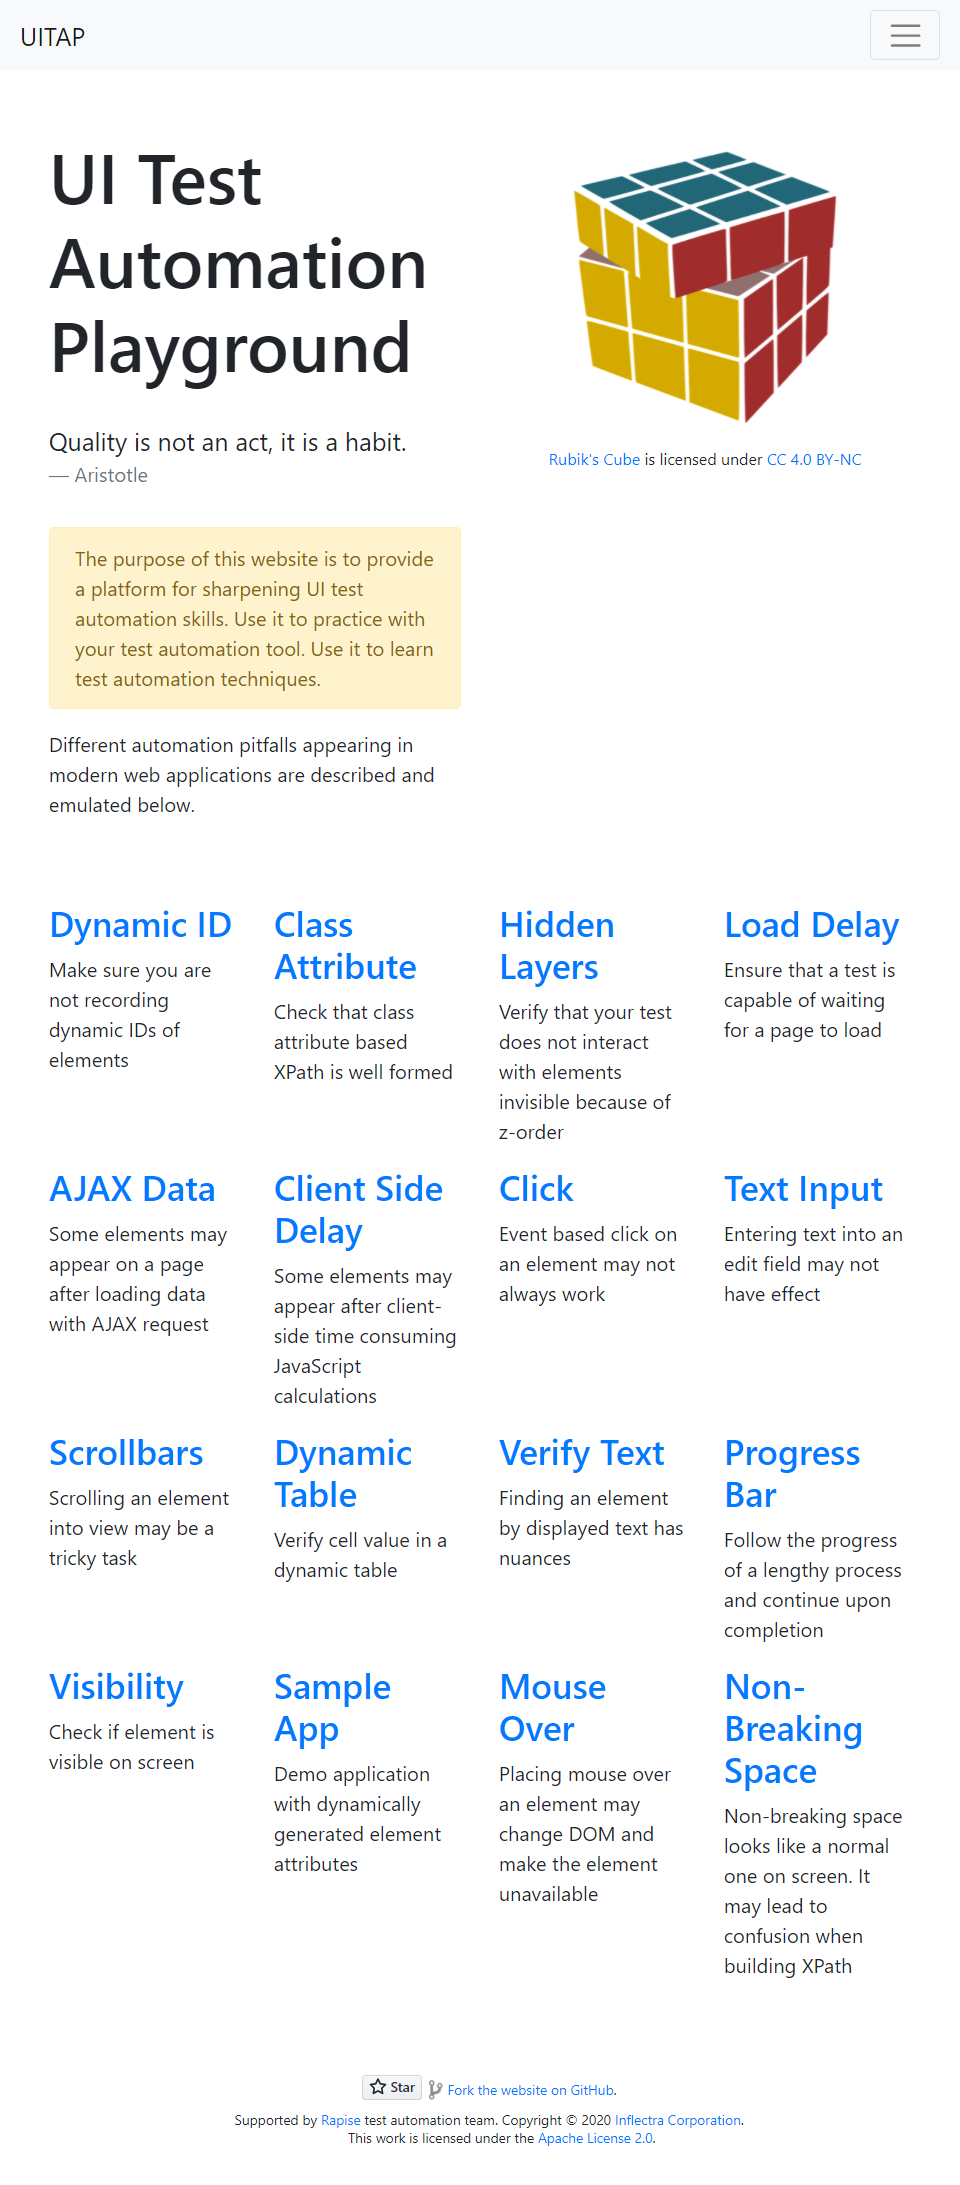 UITAP
UI Test
Automation
Playground
Quality is not an act, it is a habit.
— Aristotle
Rubik's Cube is licensed under CC 4.0 BY-NC
The purpose of this website is to provide
a platform for sharpening UI test
automation skills. Use it to practice with
your test automation tool. Use it to learn
test automation techniques.
Different automation pitfalls appearing in
modern web applications are described and
emulated below.
Dynamic ID
Make sure you are
not recording
dynamic IDs of
elements
Class
Attribute
Check that class
attribute based
XPath is well formed
Hidden
Layers
Verify that your test
does not interact
with elements
invisible because of
z-order
Load Delay
Ensure that a test is
capable of waiting
for a page to load
AJAX Data
Some elements may
appear on a page
after loading data
with AJAX request
Client Side
Delay
Some elements may
appear after client-
side time consuming
JavaScript
calculations
Click
Event based click on
an element may not
always work
Text Input
Entering text into an
edit field may not
have effect
Scrollbars
Scrolling an element
into view may be a
tricky task
Dynamic
Table
Verify cell value in a
dynamic table
Verify Text
Finding an element
by displayed text has
nuances
Progress
Bar
Follow the progress
of a lengthy process
and continue upon
completion
Visibility
Check if element is
visible on screen
Sample
App
Demo application
with dynamically
generated element
attributes
Mouse
Over
Placing mouse over
an element may
change DOM and
make the element
unavailable
Non-
Breaking
Space
Non-breaking space
looks like a normal
one on screen. It
may lead to
confusion when
building XPath
Star Fork the website on GitHub.
Supported by Rapise test automation team. Copyright © 2020 Inflectra Corporation.
This work is licensed under the Apache License 2.0.